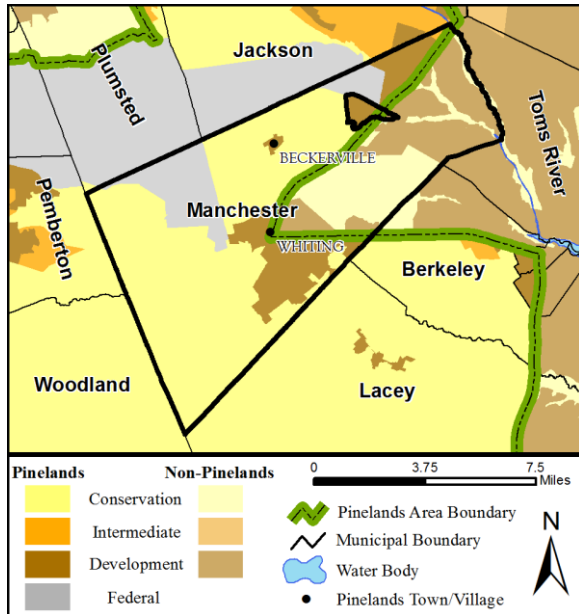 Jackson
Plumsted
Toms River
BECKERVILLE
Pemberton
Manchester
WHITING
Berkeley
Woodland
Lacey
Pinelands Non-Pinelands
Conservation
Intermediate
Development
Federal
0 3.75 7.5
Miles
Pinelands Area Boundary
Municipal Boundary
Water Body
Pinelands Town/Village
N